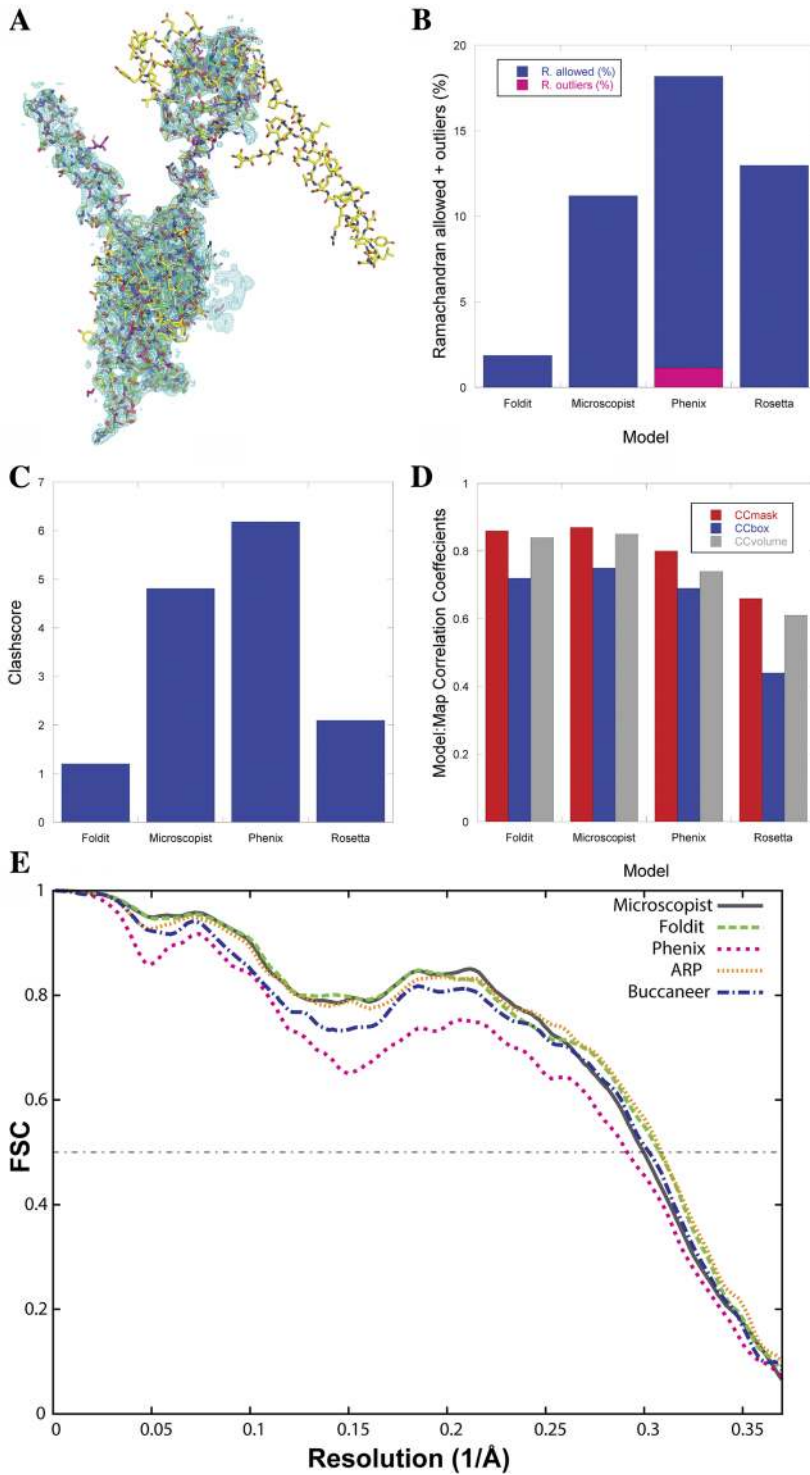 A
B
20
15
10
5
0
Ramachandran allowed + outliers (%)
R. allowed (%)
R. outliers (%)
Foldit Microscopist Phenix Rosetta
Model
C
7
6
5
4
3
2
1
0
Clashscore
Foldit Microscopist Phenix Rosetta
D
1
0.8
0.6
0.4
0.2
0
Model:Map Correlation Coeffecients
CCmask
CCbox
CCvolume
Foldit Microscopist Phenix Rosetta
Model
E
1
0.8
0.6
0.4
0.2
0
FSC
Microscopist
Foldit
Phenix
ARP
Buccaneer
0 0.05 0.1 0.15 0.2 0.25 0.3 0.35
Resolution (1/Å)